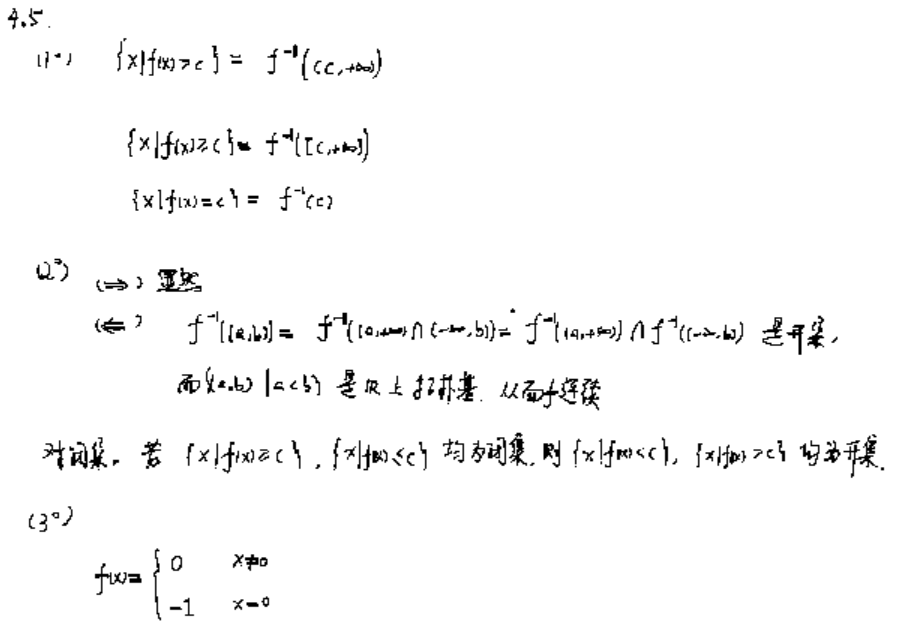 4.5.
(1°) {x|f(x)>c} = f⁻¹((c,+∞))
{x|f(x)≥c} = f⁻¹([c,+∞))
{x|f(x)=c} = f⁻¹(c)
(2°) (⇒) 显然
(⇐) f⁻¹((a,b)) = f⁻¹((a,+∞)∩(-∞,b)) = f⁻¹((a,+∞)) ∩ f⁻¹((-∞,b)) 是开集,
而{(a,b)|a<b} 是 R 上拓扑基. 从而f连续
对闭集. 若 {x|f(x)≥c}, {x|f(x)≤c} 均为闭集, 则 {x|f(x)<c}, {x|f(x)>c} 均为开集.
(3°)
f(x)= { 0 x≠0
-1 x=0